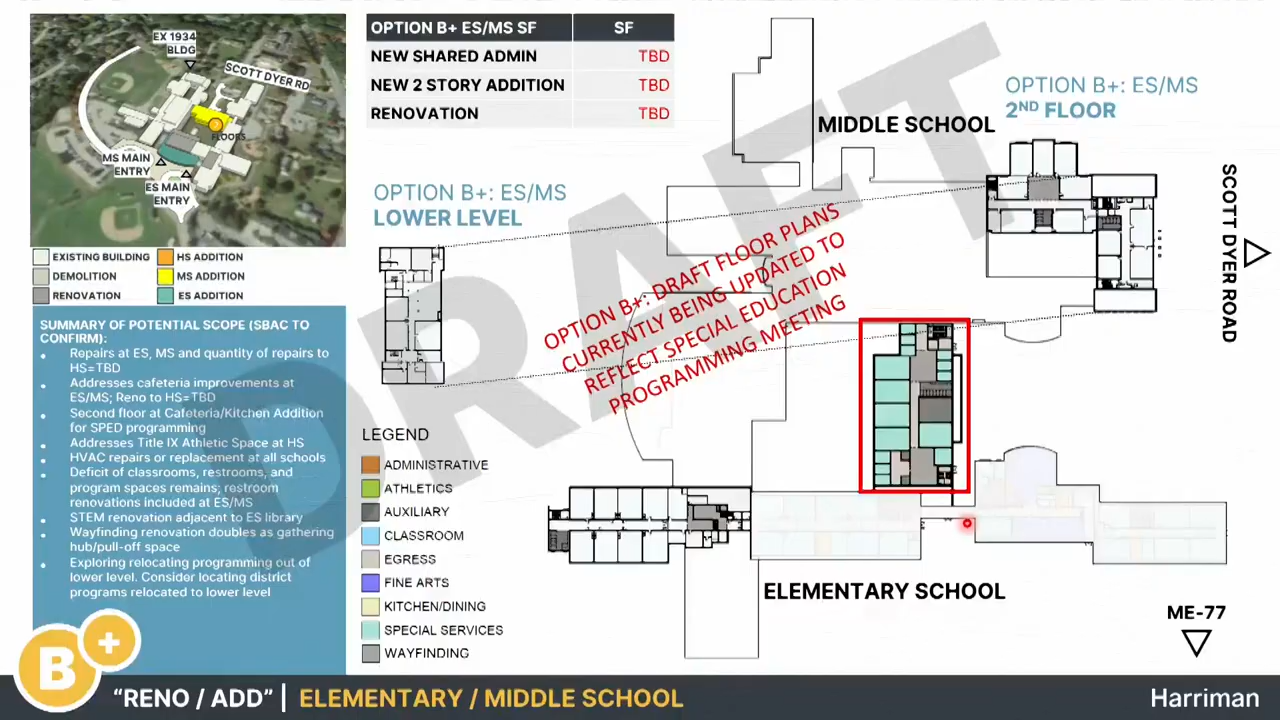 OPTION B+ ES/MS SF SF
NEW SHARED ADMIN TBD
NEW 2 STORY ADDITION TBD
RENOVATION TBD
EX 1934
BLDG
SCOTT DYER RD
FLOORS
MS MAIN
ENTRY
ES MAIN
ENTRY
EXISTING BUILDING
HS ADDITION
DEMOLITION
MS ADDITION
RENOVATION
ES ADDITION
SUMMARY OF POTENTIAL SCOPE (SBAC TO
CONFIRM):
• Repairs at ES, MS and quantity of repairs to
HS=TBD
• Addresses cafeteria improvements at
ES/MS; Reno to HS=TBD
• Second floor at Cafeteria/Kitchen Addition
for SPED programming
• Addresses Title IX Athletic Space at HS
• HVAC repairs or replacement at all schools
• Deficit of classrooms, restrooms, and
program spaces remains; restroom
renovations included at ES/MS
• STEM renovation adjacent to ES library
• Wayfinding renovation doubles as gathering
hub/pull-off space
• Exploring relocating programming out of
lower level. Consider locating district
programs relocated to lower level
OPTION B+: ES/MS
LOWER LEVEL
OPTION B+: ES/MS
2ND FLOOR
MIDDLE SCHOOL
SCOTT DYER ROAD
DRAFT
OPTION B+: DRAFT FLOOR PLANS
CURRENTLY BEING UPDATED TO
REFLECT SPECIAL EDUCATION
PROGRAMMING MEETING
LEGEND
ADMINISTRATIVE
ATHLETICS
AUXILIARY
CLASSROOM
EGRESS
FINE ARTS
KITCHEN/DINING
SPECIAL SERVICES
WAYFINDING
ELEMENTARY SCHOOL
ME-77
B+
“RENO / ADD” | ELEMENTARY / MIDDLE SCHOOL
Harriman